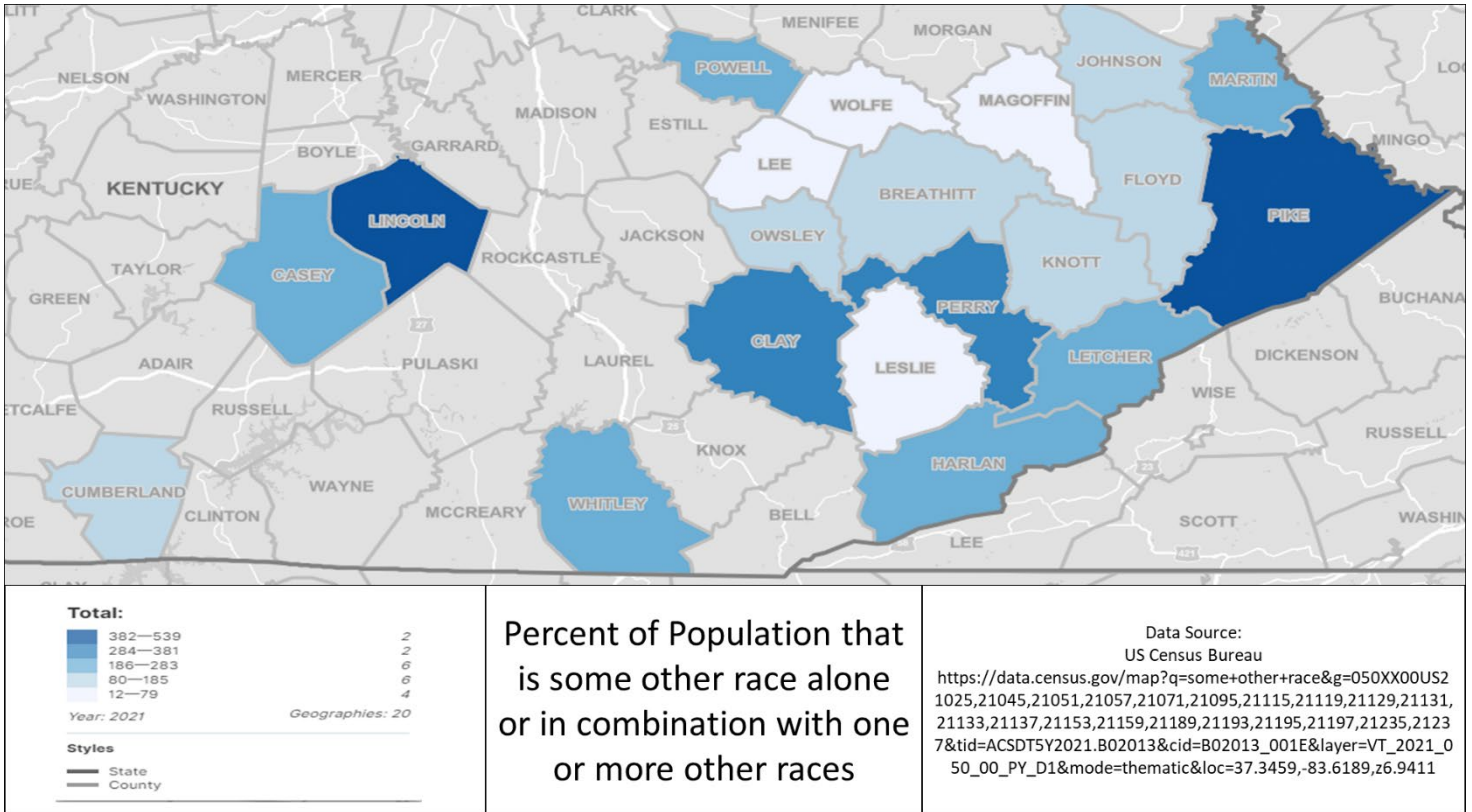 CLARK
MENIFEE
MORGAN
NELSON
MERCER
POWELL
JOHNSON
MARTIN
WASHINGTON
MADISON
WOLFE
MAGOFFIN
ESTILL
BOYLE
GARRARD
MINGO
LEE
KENTUCKY
BREATHITT
FLOYD
LINCOLN
PIKE
JACKSON
OWSLEY
ROCKCASTLE
TAYLOR
CASEY
KNOTT
GREEN
BUCHANA
PERRY
27
CLAY
LETCHER
DICKENSON
ADAIR
PULASKI
LAUREL
LESLIE
WISE
ETCALFE
RUSSELL
25
KNOX
RUSSELL
HARLAN
23
CUMBERLAND
WAYNE
WHITLEY
MCCREARY
CLINTON
BELL
ROE
SCOTT
WASHIN
LEE
421
Total:
382—539 2
284—381 2
186—283 6
80—185 6
12—79 4
Year: 2021 Geographies: 20
Styles
State
County
Percent of Population that
is some other race alone
or in combination with one
or more other races
Data Source:
US Census Bureau
https://data.census.gov/map?q=some+other+race&g=050XX00US2
1025,21045,21051,21057,21071,21095,21115,21119,21129,21131,
21133,21137,21153,21159,21189,21193,21195,21197,21235,2123
7&tid=ACSDT5Y2021.B02013&cid=B02013_001E&layer=VT_2021_0
50_00_PY_D1&mode=thematic&loc=37.3459,-83.6189,z6.9411